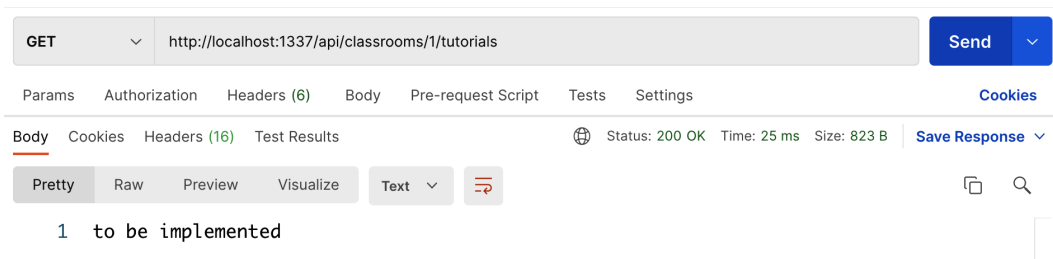 GET http://localhost:1337/api/classrooms/1/tutorials Send
Params Authorization Headers (6) Body Pre-request Script Tests Settings Cookies
Body Cookies Headers (16) Test Results Status: 200 OK Time: 25 ms Size: 823 B Save Response
Pretty Raw Preview Visualize Text
1 to be implemented